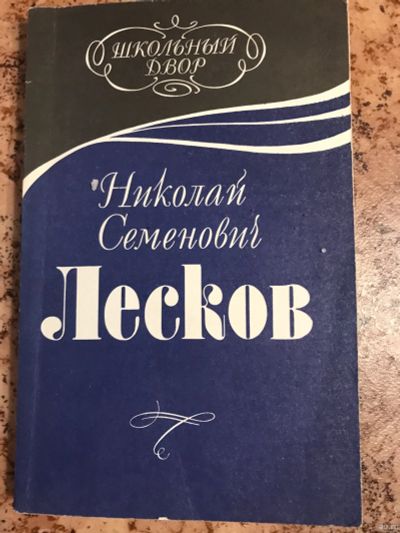 ШКОЛЬНЫЙ
ДВОР
Николай
Семенович
Лесков